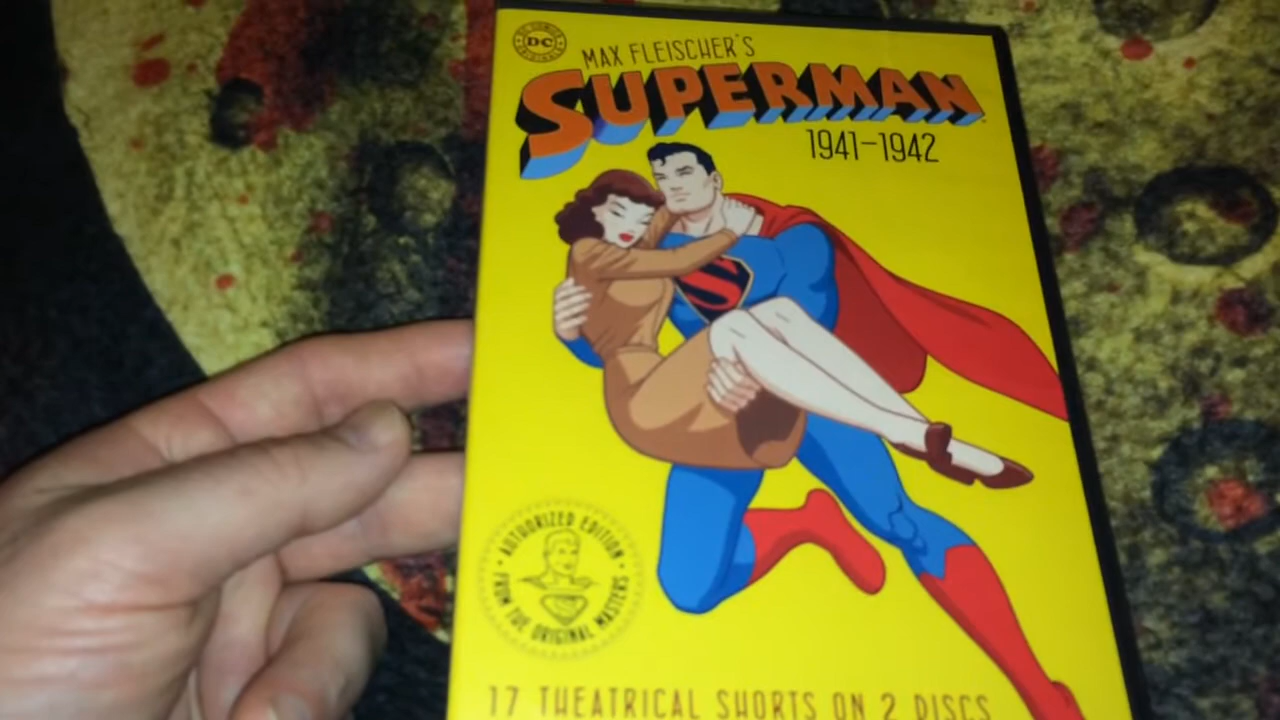 DC
MAX FLEISCHER'S
SUPERMAN
1941-1942
S
• AUTHORIZED EDITION •
FROM THE ORIGINAL MASTERS
17 THEATRICAL SHORTS ON 2 DISCS